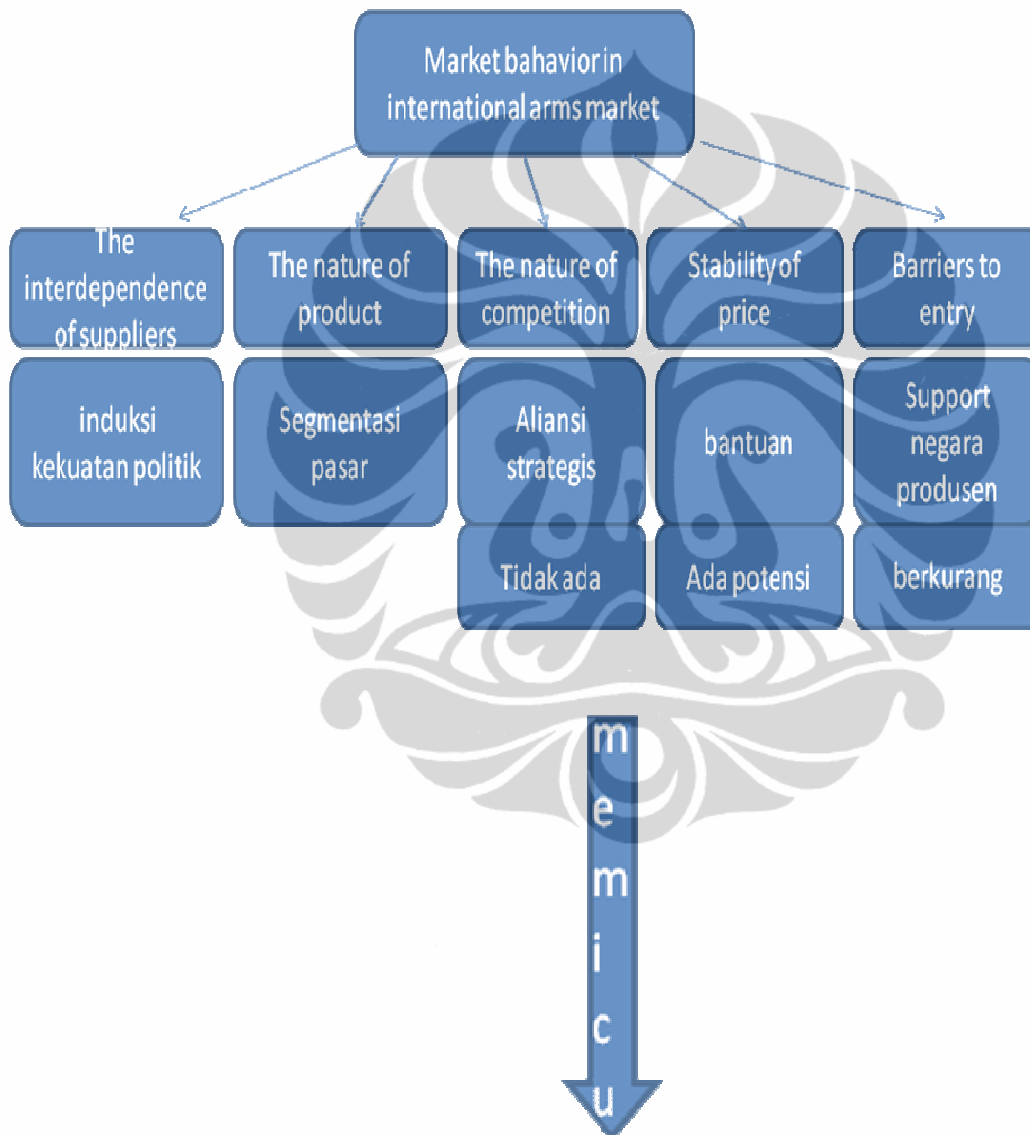 Market bahavior in
international arms market
The
interdependence
of suppliers
The nature of
product
The nature of
competition
Stability of
price
Barriers to
entry
induksi
kekuatan politik
Segmentasi
pasar
Aliansi
strategis
bantuan
Support
negara
produsen
Tidak ada
Ada potensi
berkurang
m
e
m
i
c
u